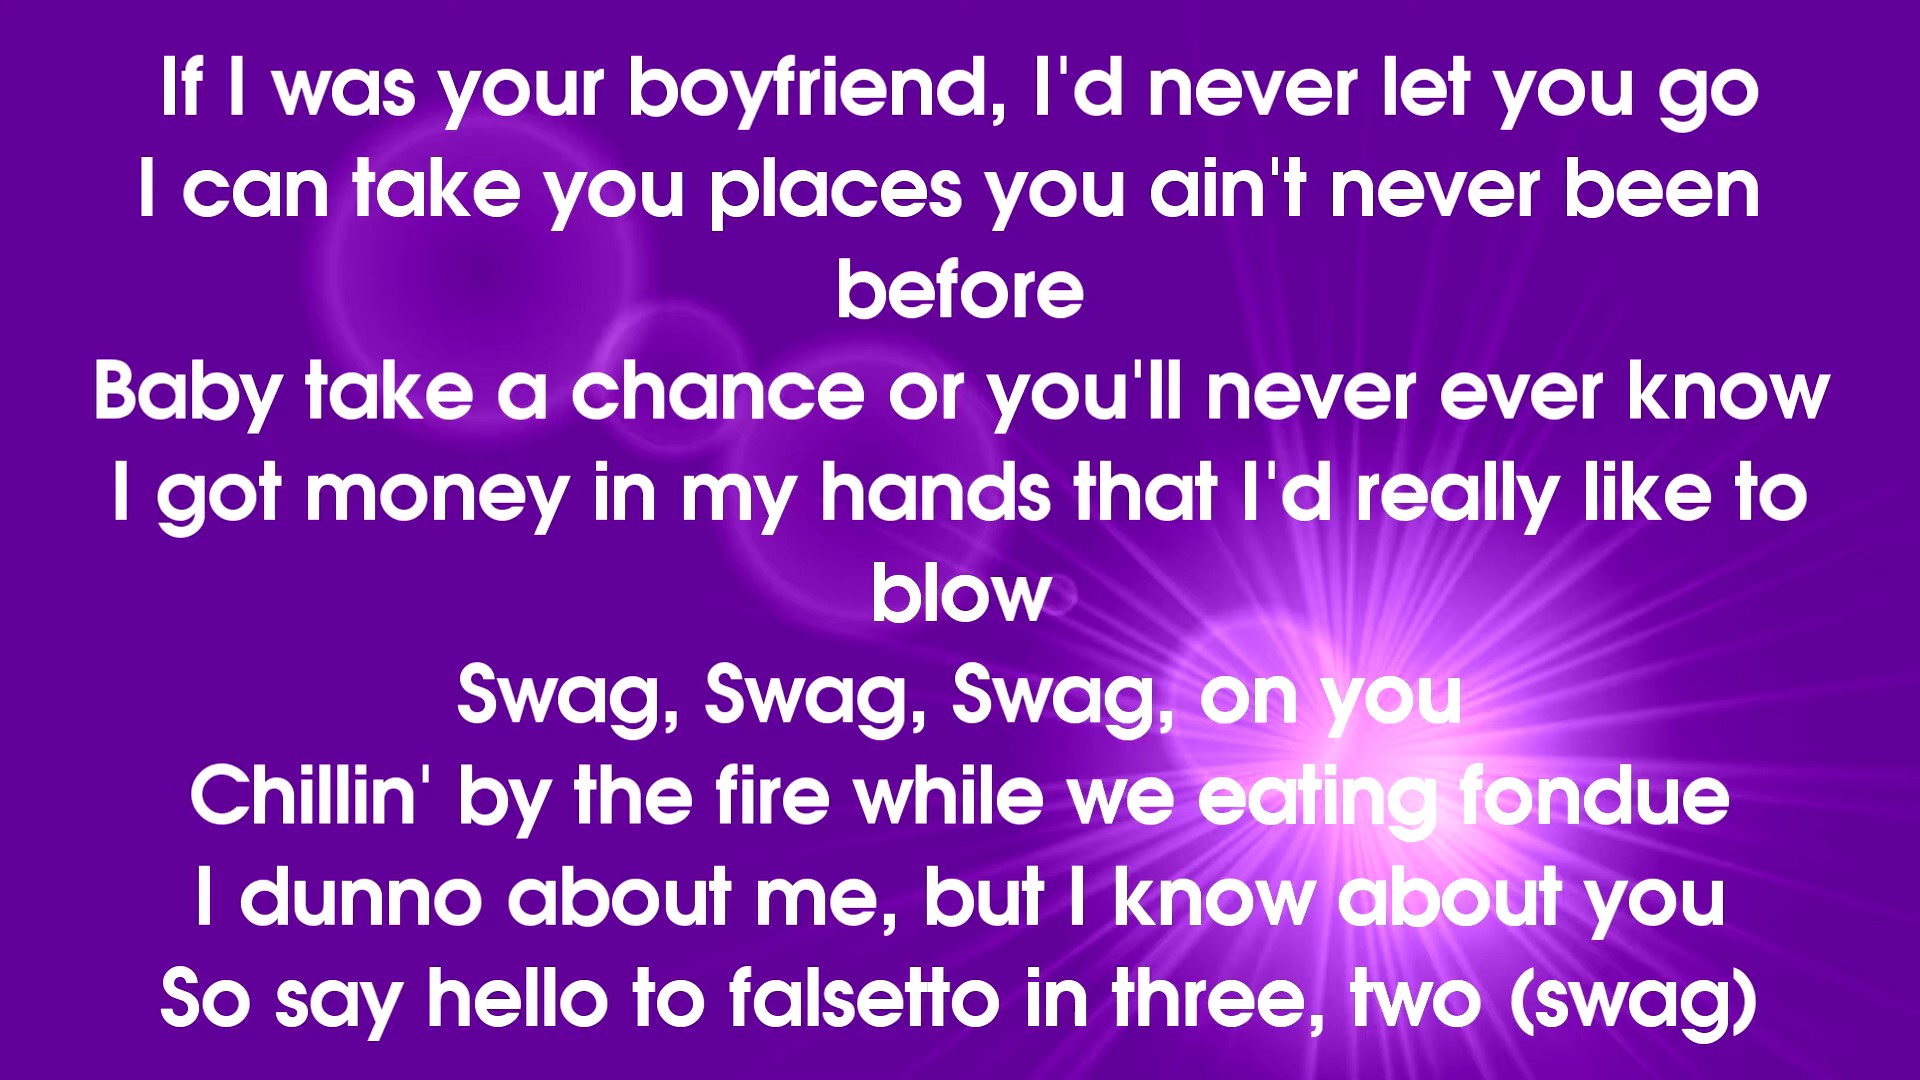 If I was your boyfriend, I'd never let you go
I can take you places you ain't never been
before
Baby take a chance or you'll never ever know
I got money in my hands that I'd really like to
blow
Swag, Swag, Swag, on you
Chillin' by the fire while we eating fondue
I dunno about me, but I know about you
So say hello to falsetto in three, two (swag)